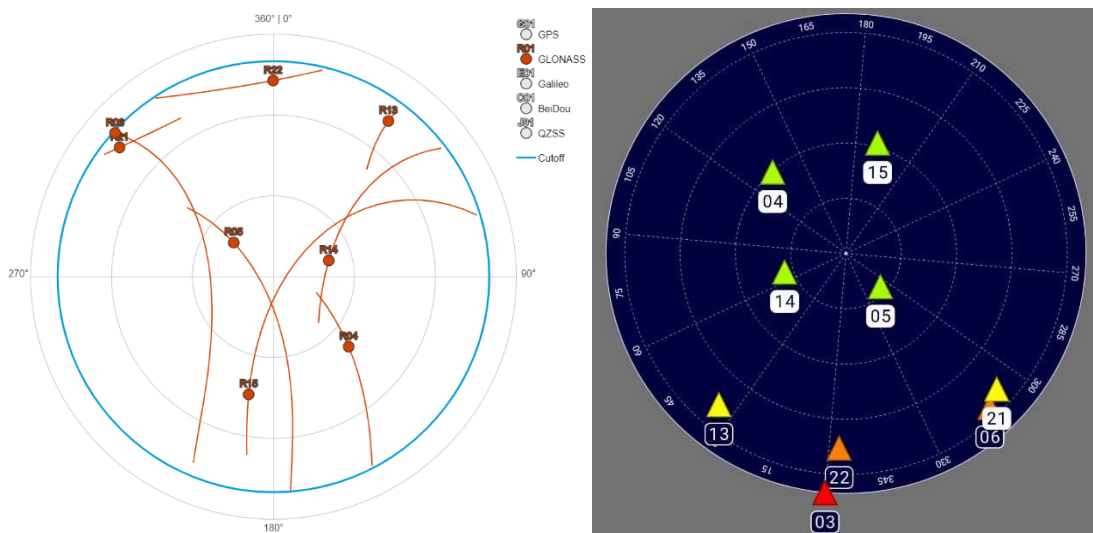 360° | 0°
G01
GPS
R01
GLONASS
E01
Galileo
C01
BeiDou
J01
QZSS
Cutoff
R22
R13
R06
R21
R05
R14
R04
R15
270°
90°
180°
165
180
195
150
210
135
225
120
240
105
255
90
270
75
285
60
300
45
330
15
345
15
04
14
05
13
21
06
22
03